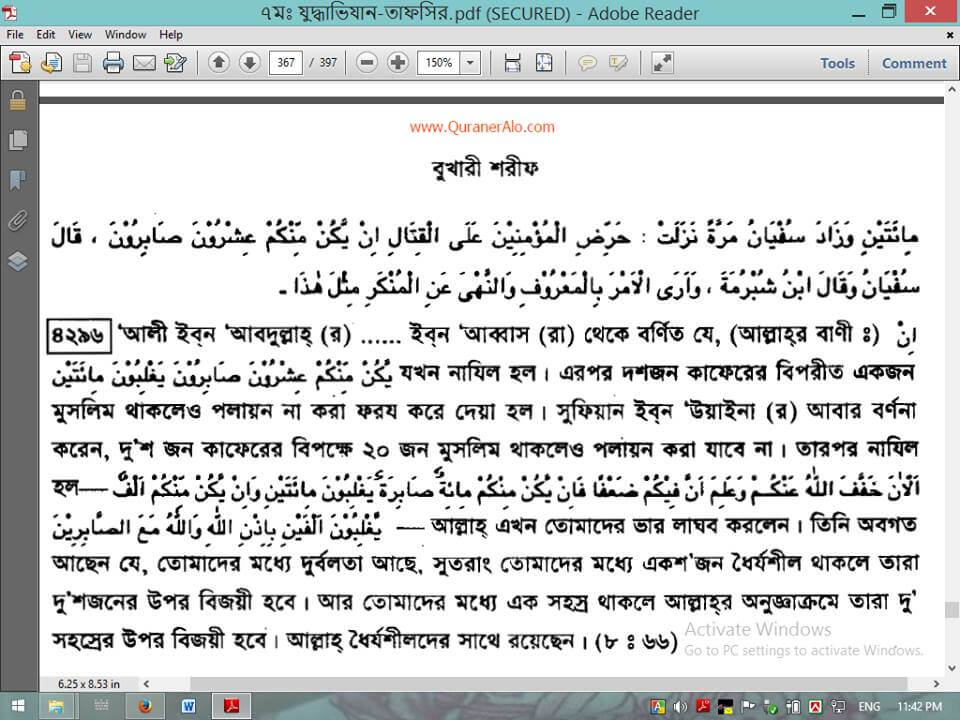 ৭মঃ যুদ্ধাভিযান-তাফসির.pdf (SECURED) - Adobe Reader
File Edit View Window Help
367 / 397 150% Tools Comment
www.QuranerAlo.com
বুখারী শরীফ
مِائَتَيْنِ وَزَادَ سُفْيَانُ مَرَّةً نَزَلَتْ : حَرِّضِ الْمُؤْمِنِيْنَ عَلَى الْقِتَالِ اِنْ يَّكُنْ مِّنْكُمْ عِشْرُوْنَ صَابِرُوْنَ ، قَالَ
سُفْيَانُ وَقَالَ ابْنُ شُبْرُمَةَ ، وَاَرَى الْاَمْرَ بِالْمَعْرُوْفِ وَالنَّهْىَ عَنِ الْمُنْكَرِ مِثْلَ هٰذَا ـ
৪২৯৬ ‘আলী ইব্‌ন ‘আবদুল্লাহ্ (র) ...... ইব্‌ন ‘আব্বাস (রা) থেকে বর্ণিত যে, (আল্লাহ্‌র বাণী ঃ) اِنْ
يَكُنْ مِنْكُمْ عِشْرُوْنَ صَابِرُوْنَ يَغْلِبُوْنَ مِائَتَيْنِ যখন নাযিল হল। এরপর দশজন কাফেরের বিপরীত একজন
মুসলিম থাকলেও পলায়ন না করা ফরয করে দেয়া হল। সুফিয়ান ইব্‌ন ‘উয়াইনা (র) আবার বর্ণনা
করেন, দু’শ জন কাফেরের বিপক্ষে ২০ জন মুসলিম থাকলেও পলায়ন করা যাবে না। তারপর নাযিল
হল— اَلْاٰنَ خَفَّفَ اللّٰهُ عَنْكُمْ وَعَلِمَ اَنَّ فِيْكُمْ ضَعْفًا فَاِنْ يَكُنْ مِنْكُمْ مِائَةٌ صَابِرَةٌ يَغْلِبُوْنَ مِائَتَيْنِ وَاِنْ يَكُنْ مِنْكُمْ اَلْفٌ
يَّغْلِبُوْنَ اَلْفَيْنِ بِاِذْنِ اللّٰهِ وَاللّٰهُ مَعَ الصَّابِرِيْنَ — আল্লাহ্ এখন তোমাদের ভার লাঘব করলেন। তিনি অবগত
আছেন যে, তোমাদের মধ্যে দুর্বলতা আছে, সুতরাং তোমাদের মধ্যে একশ’জন ধৈর্যশীল থাকলে তারা
দু’শজনের উপর বিজয়ী হবে। আর তোমাদের মধ্যে এক সহস্র থাকলে আল্লাহ্‌র অনুজ্ঞাক্রমে তারা দু’
সহস্রের উপর বিজয়ী হবে। আল্লাহ্ ধৈর্যশীলদের সাথে রয়েছেন। (৮ ঃ ৬৬)
Activate Windows
Go to PC settings to activate Windows.
6.25 x 8.53 in
ENG 11:42 PM